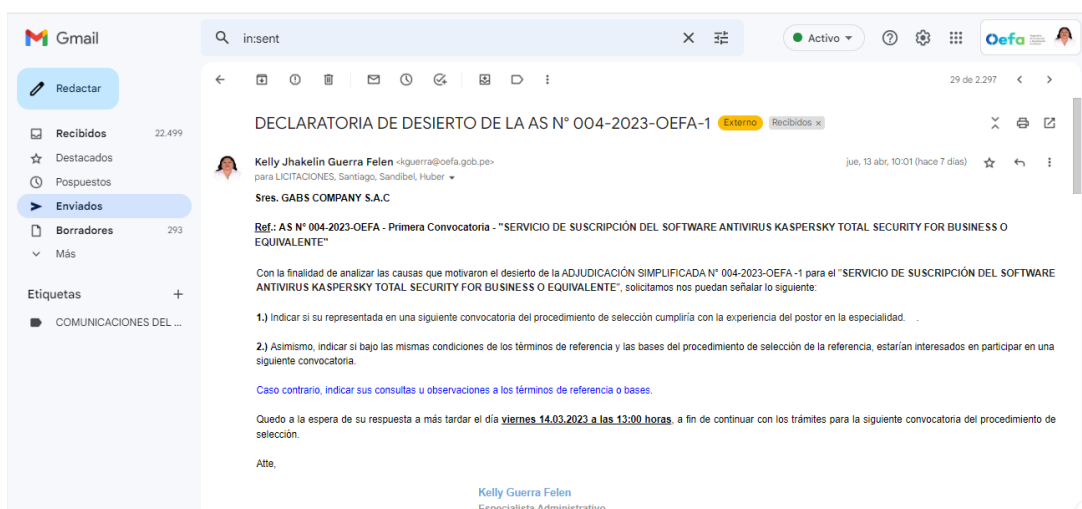 Gmail
in:sent
Activo
Oefa
Redactar
29 de 2.297
Recibidos 22.499
Destacados
Pospuestos
Enviados
Borradores 293
Más
Etiquetas
COMUNICACIONES DEL ...
DECLARATORIA DE DESIERTO DE LA AS N° 004-2023-OEFA-1 Externo Recibidos x
Kelly Jhakelin Guerra Felen <kguerra@oefa.gob.pe>
jue, 13 abr, 10:01 (hace 7 días)
para LICITACIONES, Santiago, Sandibel, Huber
Sres. GABS COMPANY S.A.C
Ref.: AS N° 004-2023-OEFA - Primera Convocatoria - "SERVICIO DE SUSCRIPCIÓN DEL SOFTWARE ANTIVIRUS KASPERSKY TOTAL SECURITY FOR BUSINESS O
EQUIVALENTE"
Con la finalidad de analizar las causas que motivaron el desierto de la ADJUDICACIÓN SIMPLIFICADA N° 004-2023-OEFA -1 para el "SERVICIO DE SUSCRIPCIÓN DEL SOFTWARE
ANTIVIRUS KASPERSKY TOTAL SECURITY FOR BUSINESS O EQUIVALENTE", solicitamos nos puedan señalar lo siguiente:
1.) Indicar si su representada en una siguiente convocatoria del procedimiento de selección cumpliría con la experiencia del postor en la especialidad. .
2.) Asimismo, indicar si bajo las mismas condiciones de los términos de referencia y las bases del procedimiento de selección de la referencia, estarían interesados en participar en una
siguiente convocatoria.
Caso contrario, indicar sus consultas u observaciones a los términos de referencia o bases.
Quedo a la espera de su respuesta a más tardar el día viernes 14.03.2023 a las 13:00 horas, a fin de continuar con los trámites para la siguiente convocatoria del procedimiento de
selección.
Atte,
Kelly Guerra Felen
Especialista Administrativo